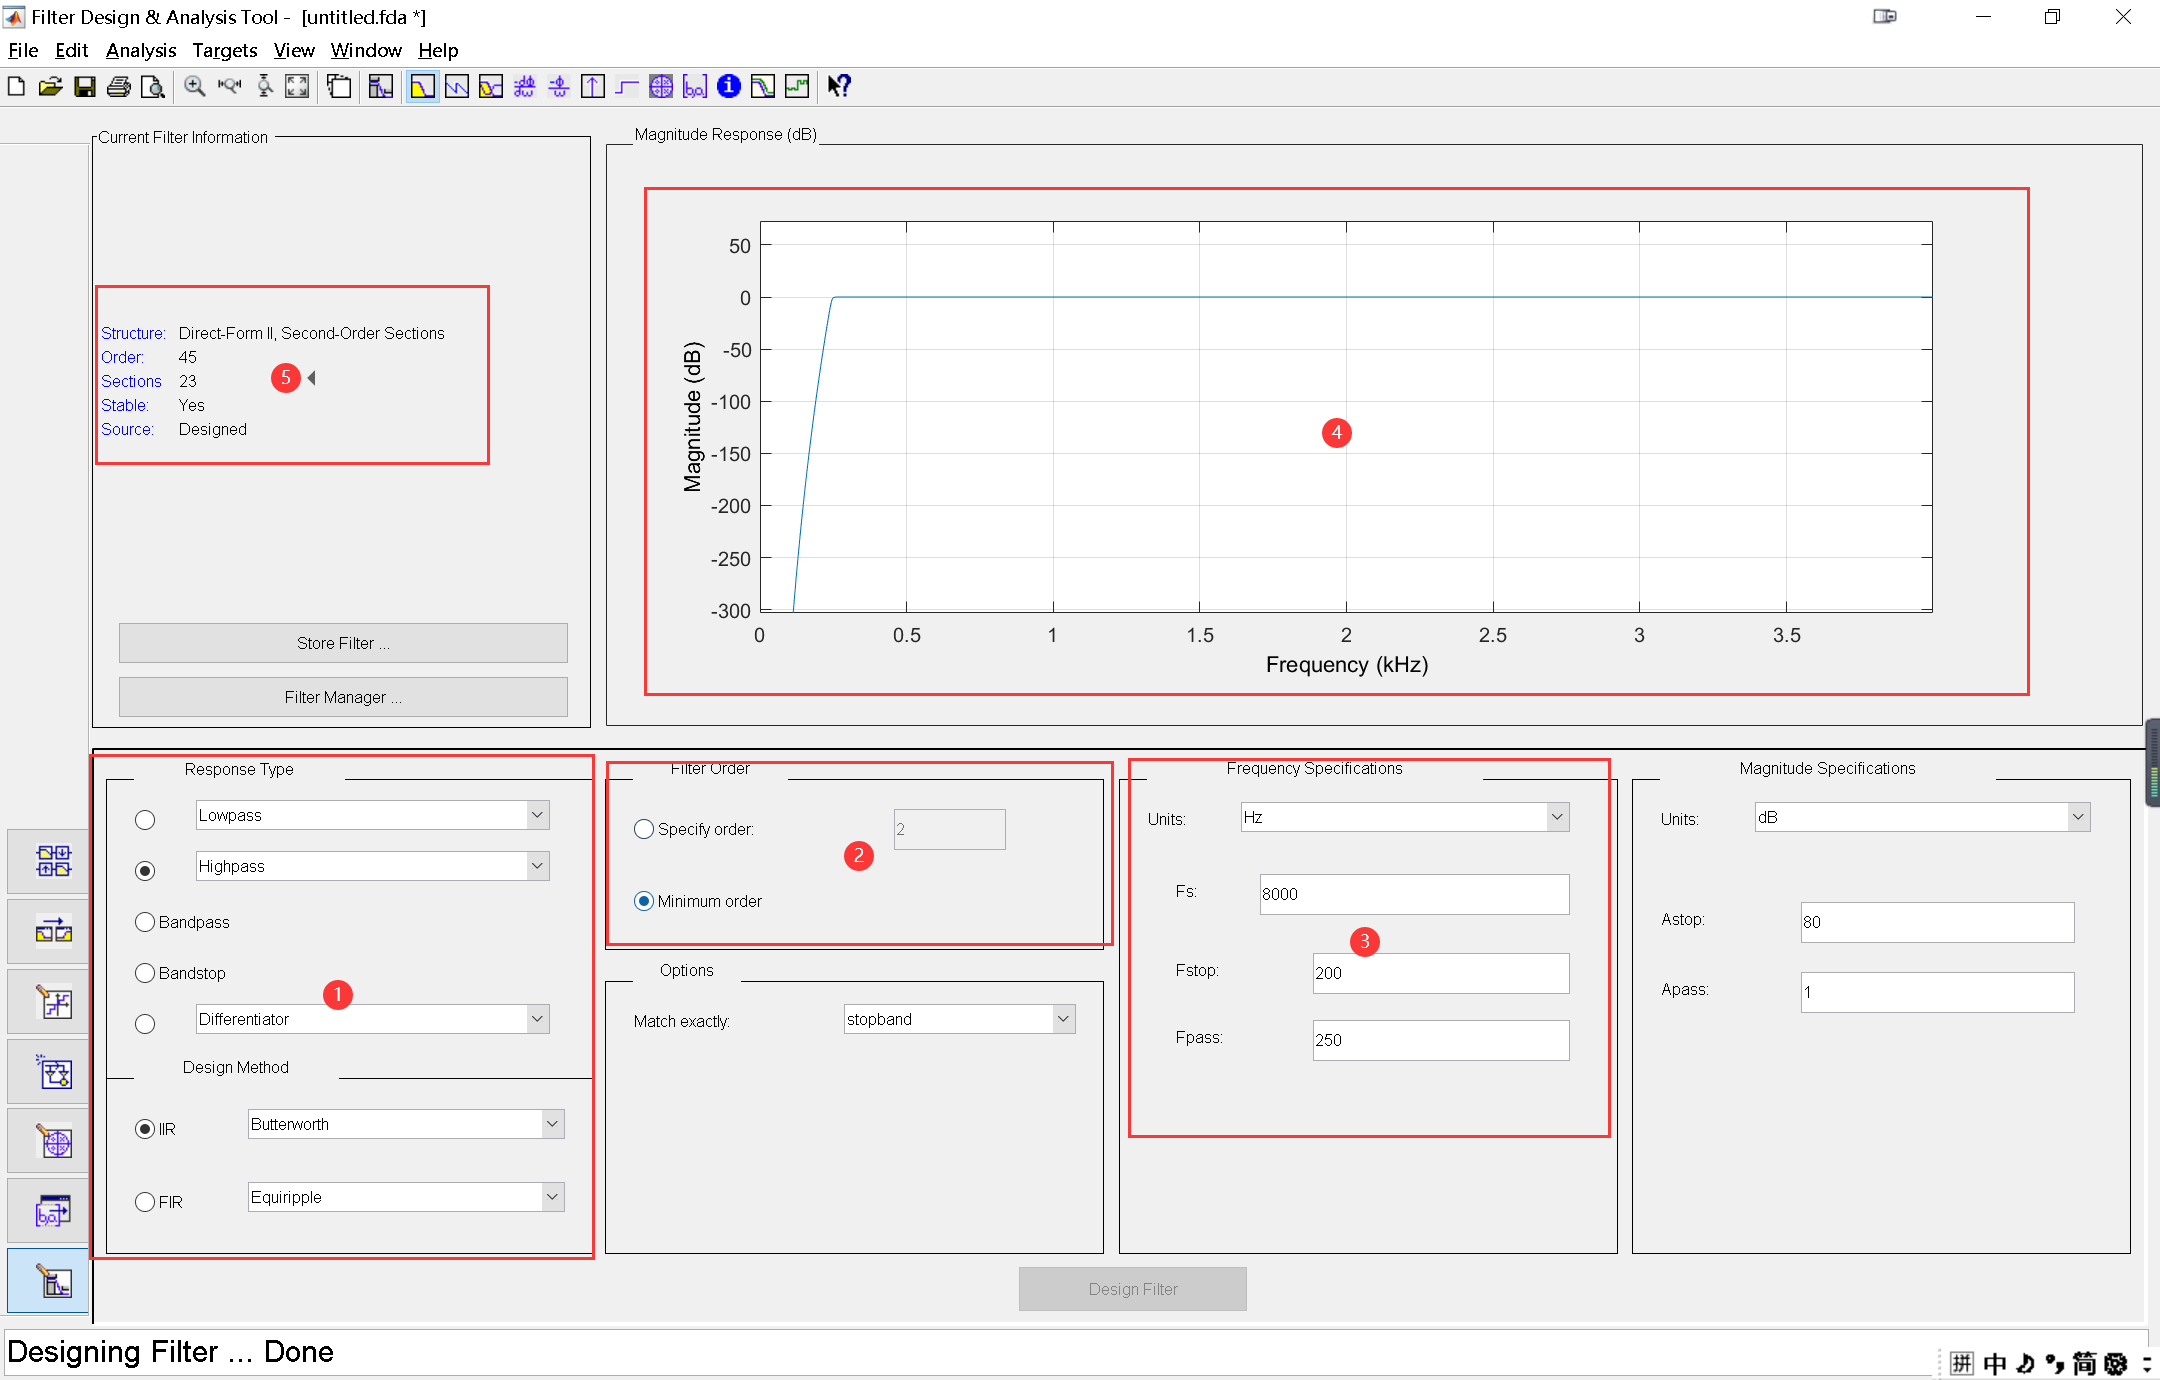 Filter Design & Analysis Tool - [untitled.fda *]
File Edit Analysis Targets View Window Help
Current Filter Information
Structure: Direct-Form II, Second-Order Sections
Order: 45
Sections 23
Stable: Yes
Source: Designed
5
Store Filter ...
Filter Manager ...
Magnitude Response (dB)
50
0
-50
-100
-150
-200
-250
-300
Magnitude (dB)
4
0 0.5 1 1.5 2 2.5 3 3.5
Frequency (kHz)
Response Type
Lowpass
Highpass
Bandpass
Bandstop
1
Differentiator
Design Method
IIR Butterworth
FIR Equiripple
Filter Order
Specify order: 2
2
Minimum order
Options
Match exactly: stopband
Frequency Specifications
Units: Hz
Fs: 8000
3
Fstop: 200
Fpass: 250
Magnitude Specifications
Units: dB
Astop: 80
Apass: 1
Design Filter
Designing Filter ... Done
拼 中 简